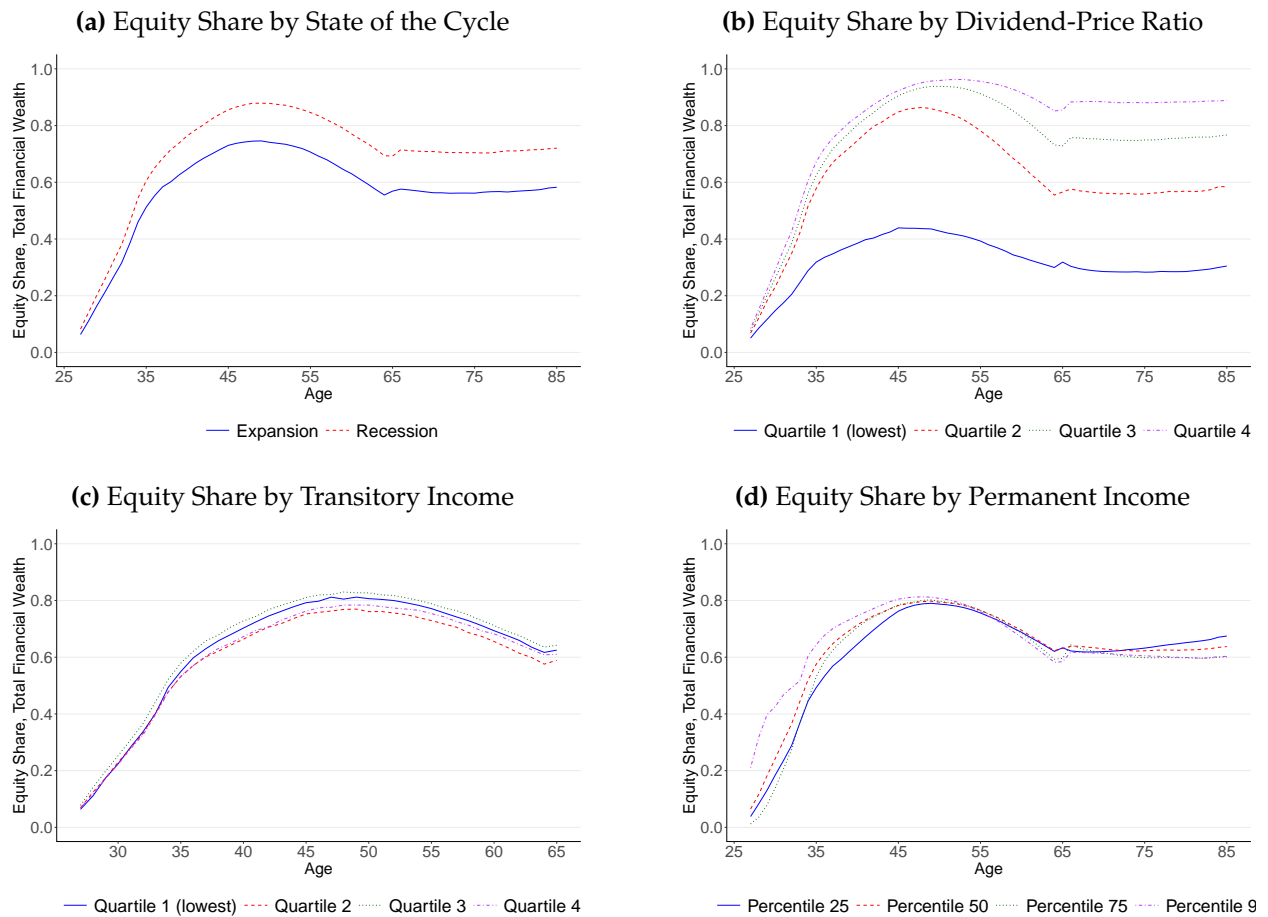 (a) Equity Share by State of the Cycle
Equity Share, Total Financial Wealth
1.0
0.8
0.6
0.4
0.2
0.0
25 35 45 55 65 75 85
Age
Expansion Recession
(b) Equity Share by Dividend-Price Ratio
Equity Share, Total Financial Wealth
1.0
0.8
0.6
0.4
0.2
0.0
25 35 45 55 65 75 85
Age
Quartile 1 (lowest) Quartile 2 Quartile 3 Quartile 4
(c) Equity Share by Transitory Income
Equity Share, Total Financial Wealth
1.0
0.8
0.6
0.4
0.2
0.0
30 35 40 45 50 55 60 65
Age
Quartile 1 (lowest) Quartile 2 Quartile 3 Quartile 4
(d) Equity Share by Permanent Income
Equity Share, Total Financial Wealth
1.0
0.8
0.6
0.4
0.2
0.0
25 35 45 55 65 75 85
Age
Percentile 25 Percentile 50 Percentile 75 Percentile 9